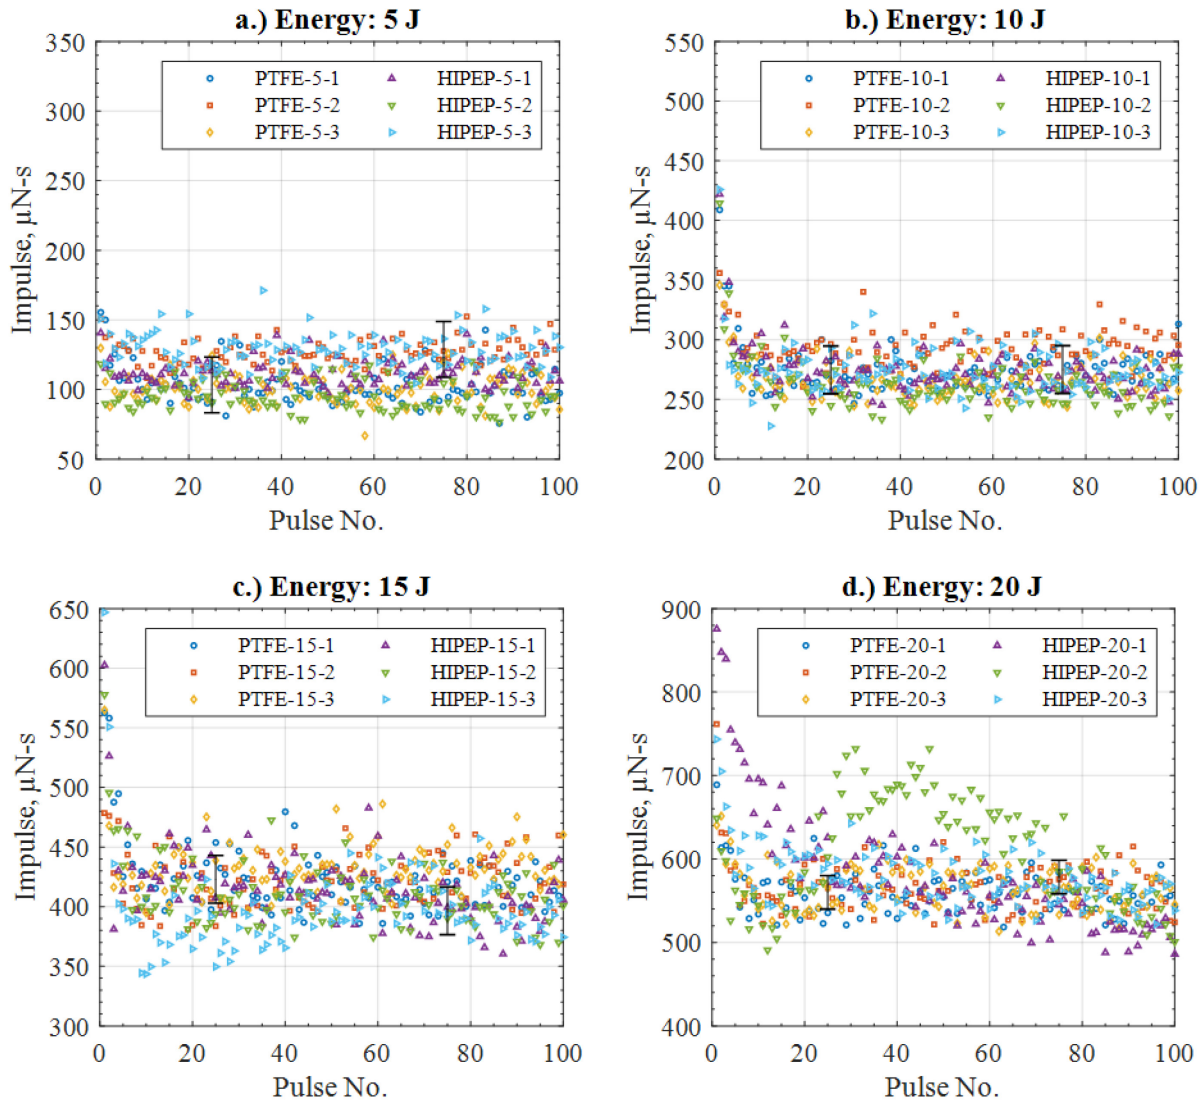 a.) Energy: 5 J
350
300
250
200
150
100
50
Impulse, μN-s
PTFE-5-1 HIPEP-5-1
PTFE-5-2 HIPEP-5-2
PTFE-5-3 HIPEP-5-3
0 20 40 60 80 100
Pulse No.
b.) Energy: 10 J
550
500
450
400
350
300
250
200
Impulse, μN-s
PTFE-10-1 HIPEP-10-1
PTFE-10-2 HIPEP-10-2
PTFE-10-3 HIPEP-10-3
0 20 40 60 80 100
Pulse No.
c.) Energy: 15 J
650
600
550
500
450
400
350
300
Impulse, μN-s
PTFE-15-1 HIPEP-15-1
PTFE-15-2 HIPEP-15-2
PTFE-15-3 HIPEP-15-3
0 20 40 60 80 100
Pulse No.
d.) Energy: 20 J
900
800
700
600
500
400
Impulse, μN-s
PTFE-20-1 HIPEP-20-1
PTFE-20-2 HIPEP-20-2
PTFE-20-3 HIPEP-20-3
0 20 40 60 80 100
Pulse No.